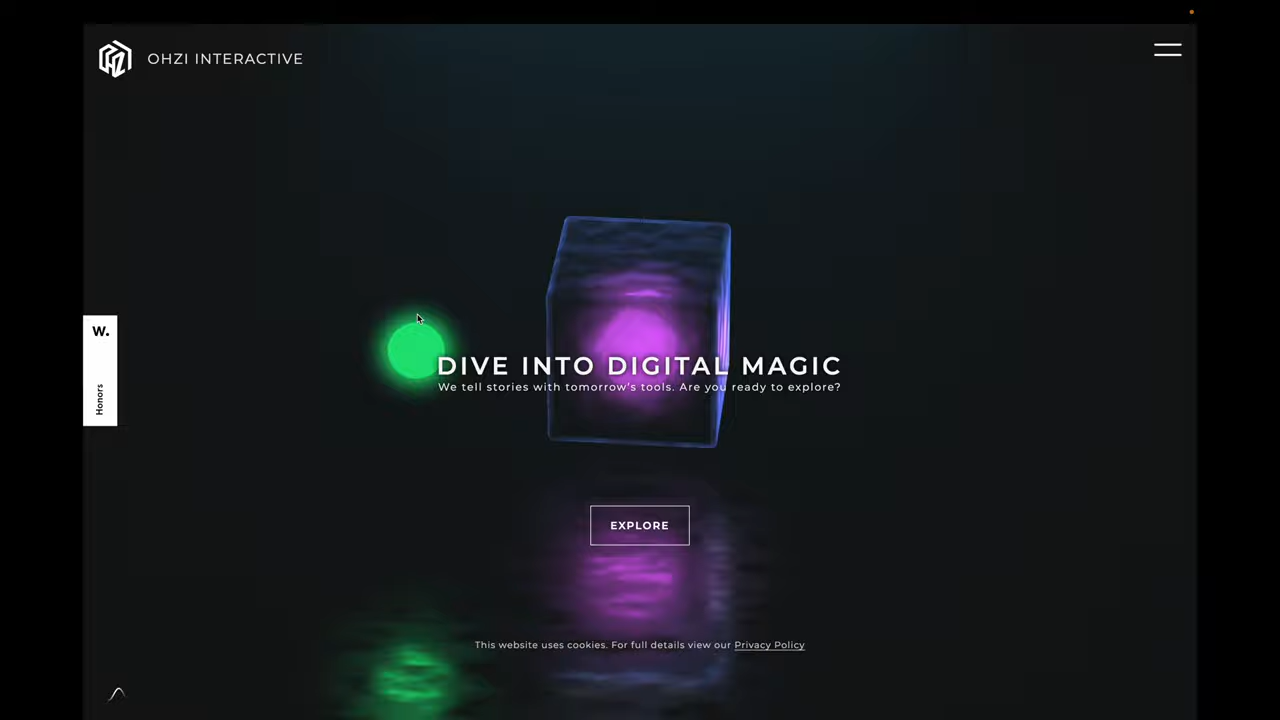 OHZI INTERACTIVE
W.
Honors
DIVE INTO DIGITAL MAGIC
We tell stories with tomorrow's tools. Are you ready to explore?
EXPLORE
This website uses cookies. For full details view our Privacy Policy